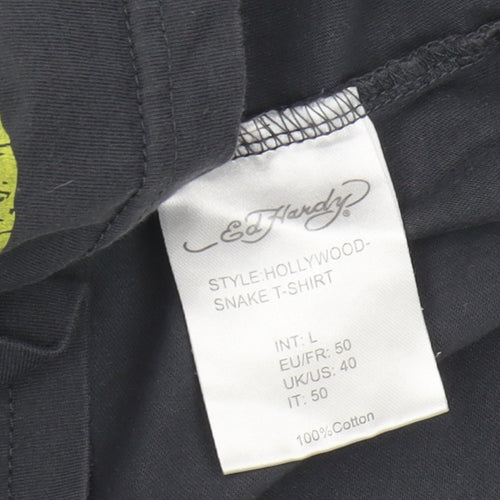 Ed Hardy®
STYLE:HOLLYWOOD-
SNAKE T-SHIRT
INT: L
EU/FR: 50
UK/US: 40
IT: 50
100%Cotton